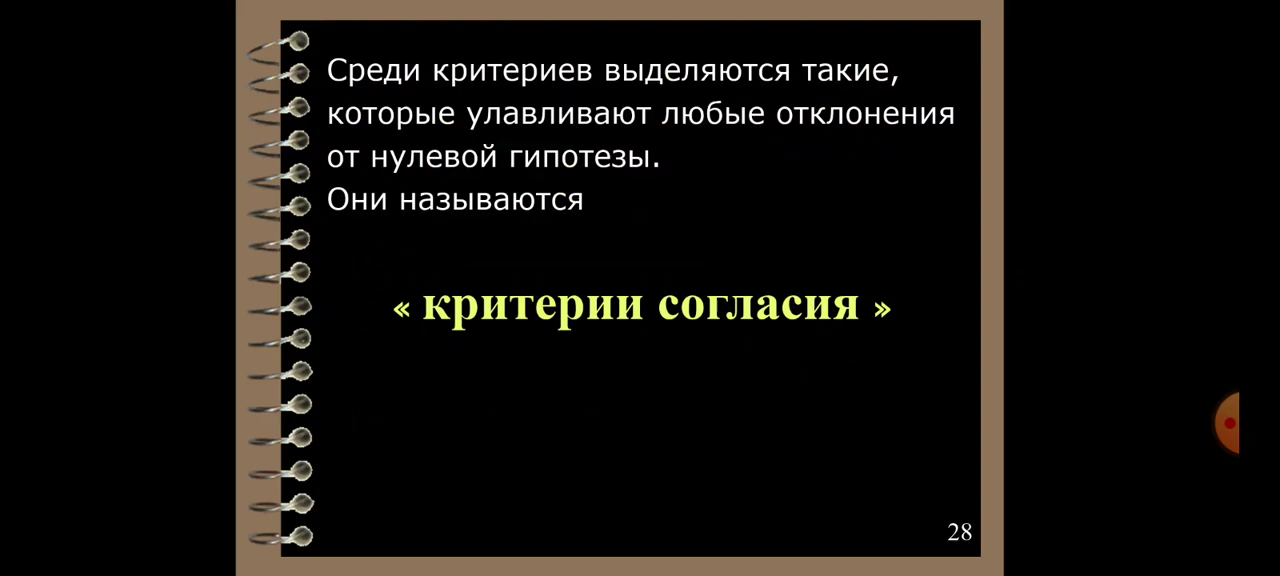 Среди критериев выделяются такие,
которые улавливают любые отклонения
от нулевой гипотезы.
Они называются
« критерии согласия »
28